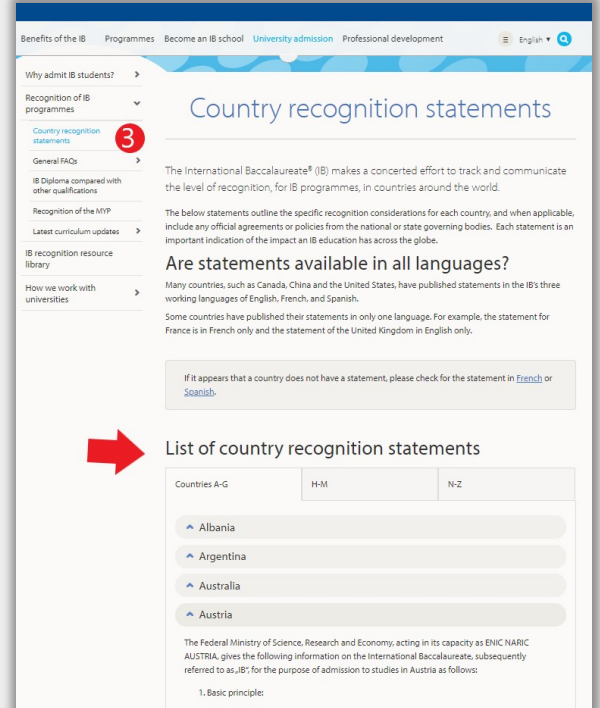 Benefits of the IB Programmes Become an IB school University admission Professional development English
Why admit IB students?
Recognition of IB
programmes
Country recognition
statements
3
General FAQs
IB Diploma compared with
other qualifications
Recognition of the MYP
Latest curriculum updates
IB recognition resource
library
How we work with
universities
Country recognition statements
The International Baccalaureate® (IB) makes a concerted effort to track and communicate
the level of recognition, for IB programmes, in countries around the world.
The below statements outline the specific recognition considerations for each country, and when applicable,
include any official agreements or policies from the national or state governing bodies. Each statement is an
important indication of the impact an IB education has across the globe.
Are statements available in all languages?
Many countries, such as Canada, China and the United States, have published statements in the IB's three
working languages of English, French, and Spanish.
Some countries have published their statements in only one language. For example, the statement for
France is in French only and the statement of the United Kingdom in English only.
If it appears that a country does not have a statement, please check for the statement in French or
Spanish.
List of country recognition statements
Countries A-G H-M N-Z
Albania
Argentina
Australia
Austria
The Federal Ministry of Science, Research and Economy, acting in its capacity as ENIC NARIC
AUSTRIA, gives the following information on the International Baccalaureate, subsequently
referred to as „IB“, for the purpose of admission to studies in Austria as follows:
1. Basic principle: